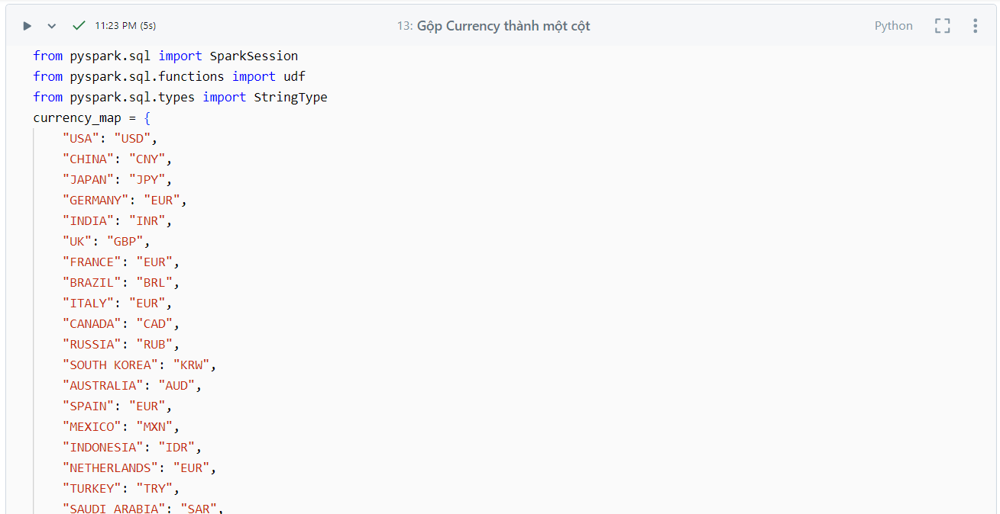 11:23 PM (5s)
13: Gộp Currency thành một cột
Python
from pyspark.sql import SparkSession
from pyspark.sql.functions import udf
from pyspark.sql.types import StringType
currency_map = {
"USA": "USD",
"CHINA": "CNY",
"JAPAN": "JPY",
"GERMANY": "EUR",
"INDIA": "INR",
"UK": "GBP",
"FRANCE": "EUR",
"BRAZIL": "BRL",
"ITALY": "EUR",
"CANADA": "CAD",
"RUSSIA": "RUB",
"SOUTH KOREA": "KRW",
"AUSTRALIA": "AUD",
"SPAIN": "EUR",
"MEXICO": "MXN",
"INDONESIA": "IDR",
"NETHERLANDS": "EUR",
"TURKEY": "TRY",
"SAUDI ARABIA": "SAR",